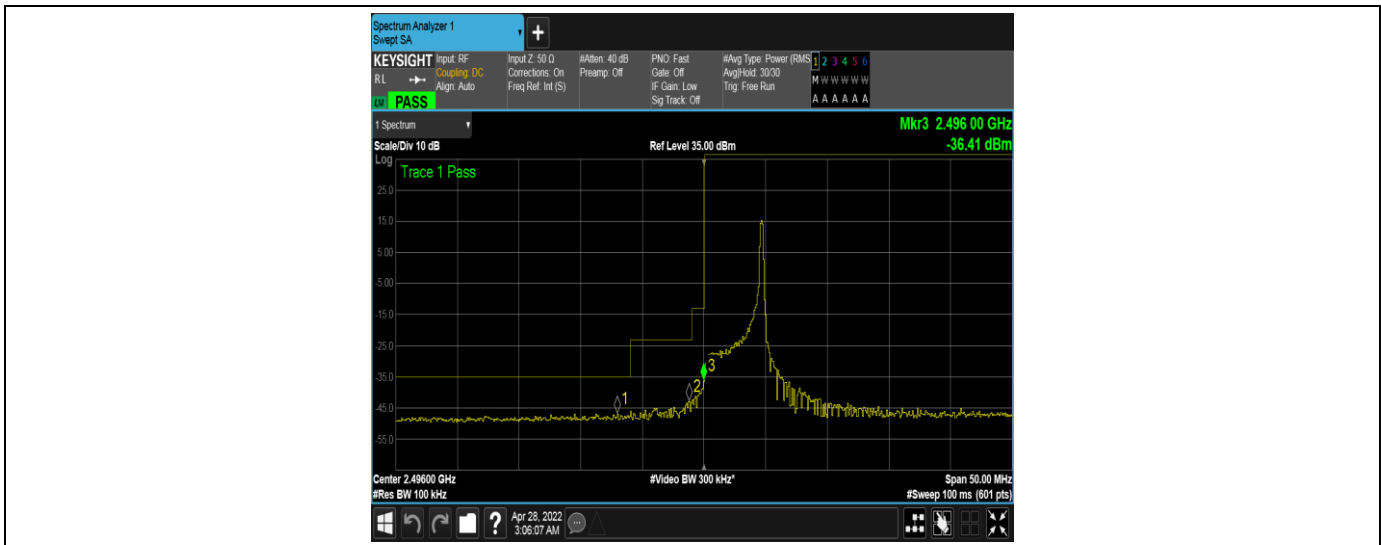 Spectrum Analyzer 1
Swept SA
+
KEYSIGHT
Input: RF
Coupling: DC
Align: Auto
Input Z: 50 Ω
Corrections: On
Freq Ref: Int (S)
#Atten: 40 dB
Preamp: Off
PNO: Fast
Gate: Off
IF Gain: Low
Sig Track: Off
#Avg Type: Power (RMS
Avg|Hold: 30/30
Trig: Free Run
1 2 3 4 5 6
M W W W W W
A A A A A A
RL
PASS
1 Spectrum
Scale/Div 10 dB
Ref Level 35.00 dBm
Mkr3 2.496 00 GHz
-36.41 dBm
Log
Trace 1 Pass
25.0
15.0
5.00
-5.00
-15.0
-25.0
-35.0
-45.0
-55.0
1
2
3
Center 2.49600 GHz
#Res BW 100 kHz
#Video BW 300 kHz*
Span 50.00 MHz
#Sweep 100 ms (601 pts)
?
Apr 28, 2022
3:06:07 AM